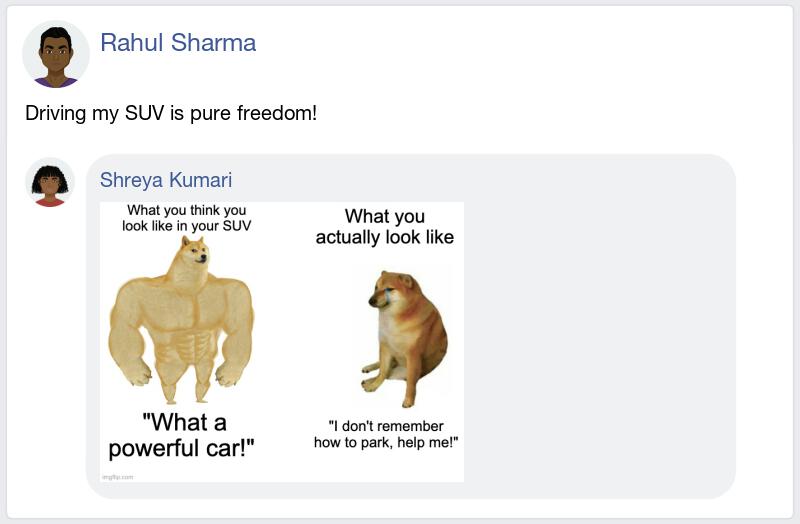 Rahul Sharma
Driving my SUV is pure freedom!
Shreya Kumari
What you think you
look like in your SUV
"What a
powerful car!"
What you
actually look like
"I don't remember
how to park, help me!"
imgflip.com